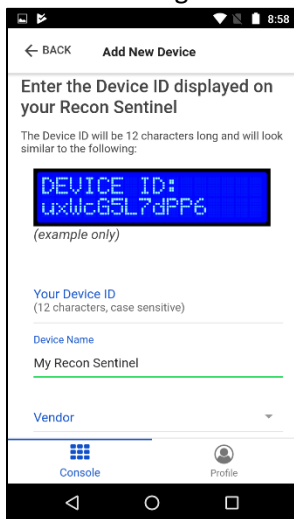 8:58
BACK Add New Device
Enter the Device ID displayed on
your Recon Sentinel
The Device ID will be 12 characters long and will look
similar to the following:
DEVICE ID:
uxWcG5L7dPP6
(example only)
Your Device ID
(12 characters, case sensitive)
Device Name
My Recon Sentinel
Vendor
Console Profile